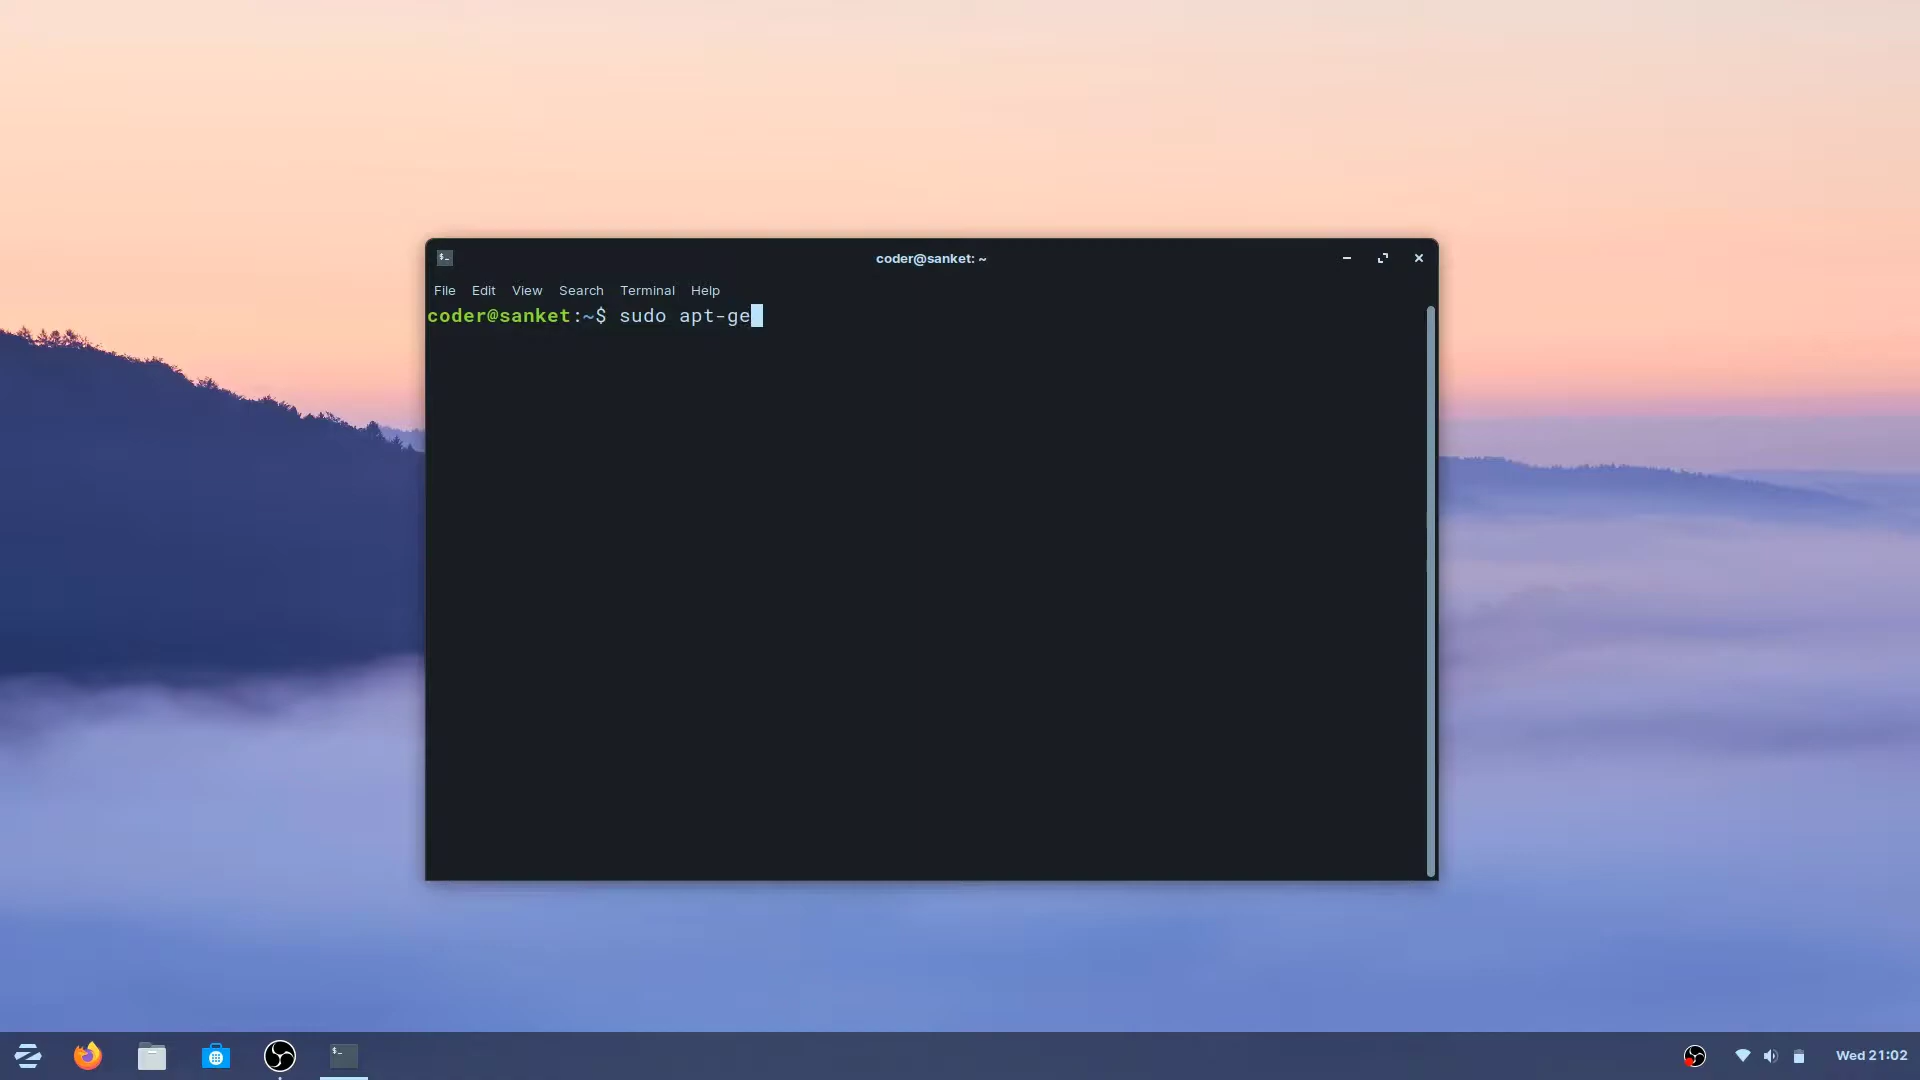 coder@sanket: ~
File Edit View Search Terminal Help
coder@sanket:~$ sudo apt-ge
Wed 21:02